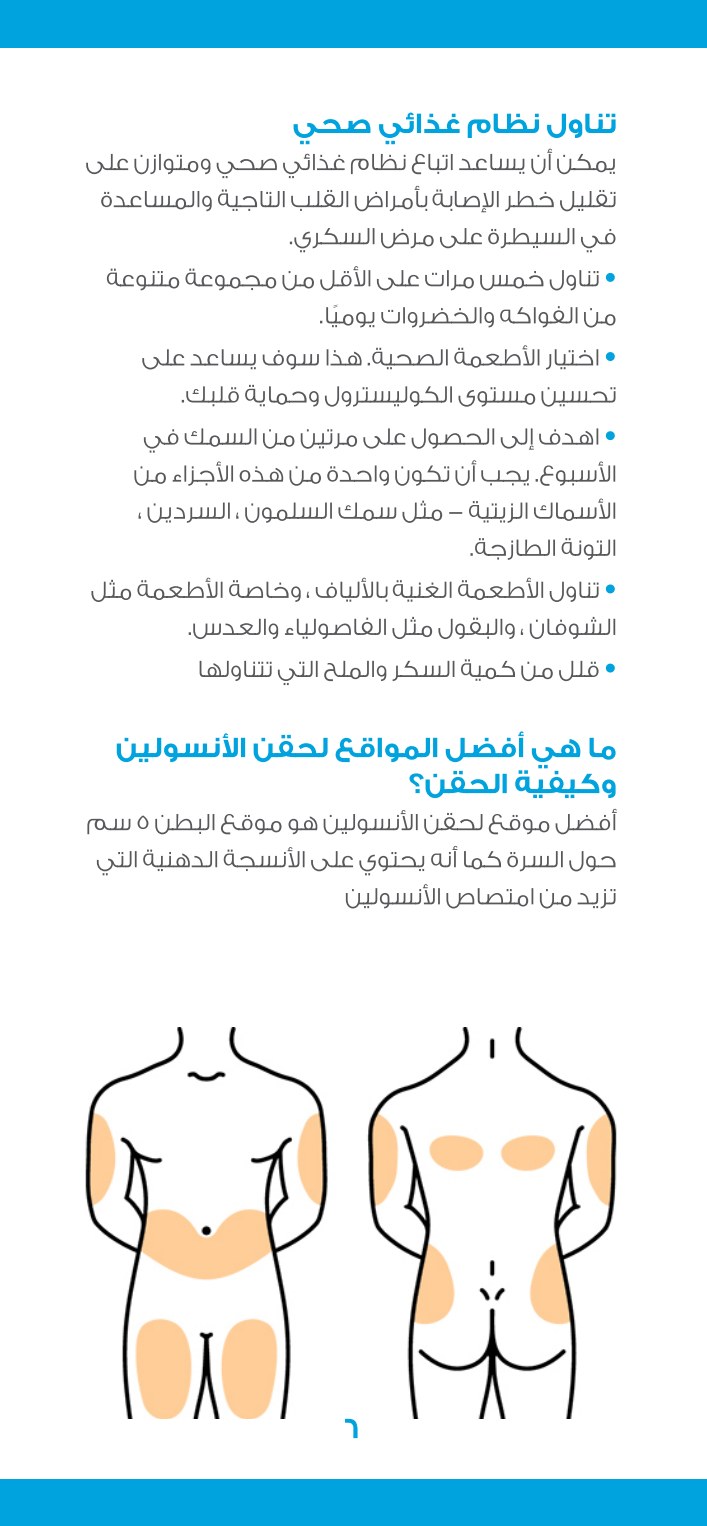 تناول نظام غذائي صحي
يمكن أن يساعد اتباع نظام غذائي صحي ومتوازن على
تقليل خطر الإصابة بأمراض القلب التاجية والمساعدة
في السيطرة على مرض السكري.
• تناول خمس مرات على الأقل من مجموعة متنوعة
من الفواكه والخضروات يوميًا.
• اختيار الأطعمة الصحية. هذا سوف يساعد على
تحسين مستوى الكوليسترول وحماية قلبك.
• اهدف إلى الحصول على مرتين من السمك في
الأسبوع. يجب أن تكون واحدة من هذه الأجزاء من
الأسماك الزيتية – مثل سمك السلمون ، السردين ،
التونة الطازجة.
• تناول الأطعمة الغنية بالألياف ، وخاصة الأطعمة مثل
الشوفان ، والبقول مثل الفاصولياء والعدس.
• قلل من كمية السكر والملح التي تتناولها
ما هي أفضل المواقع لحقن الأنسولين
وكيفية الحقن؟
أفضل موقع لحقن الأنسولين هو موقع البطن ٥ سم
حول السرة كما أنه يحتوي على الأنسجة الدهنية التي
تزيد من امتصاص الأنسولين
٦